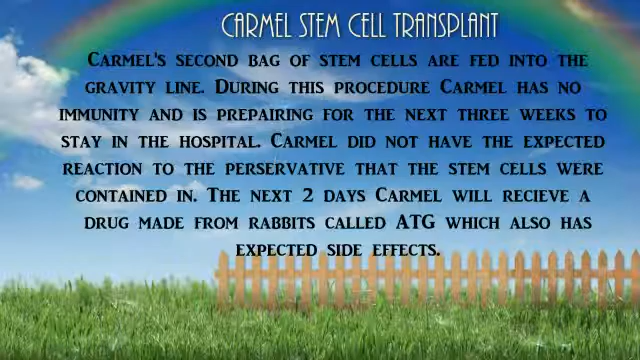 CARMEL STEM CELL TRANSPLANT
CARMEL'S SECOND BAG OF STEM CELLS ARE FED INTO THE
GRAVITY LINE. DURING THIS PROCEDURE CARMEL HAS NO
IMMUNITY AND IS PREPARING FOR THE NEXT THREE WEEKS TO
STAY IN THE HOSPITAL. CARMEL DID NOT HAVE THE EXPECTED
REACTION TO THE PERSERVATIVE THAT THE STEM CELLS WERE
CONTAINED IN. THE NEXT 2 DAYS CARMEL WILL RECIEVE A
DRUG MADE FROM RABBITS CALLED ATG WHICH ALSO HAS
EXPECTED SIDE EFFECTS.